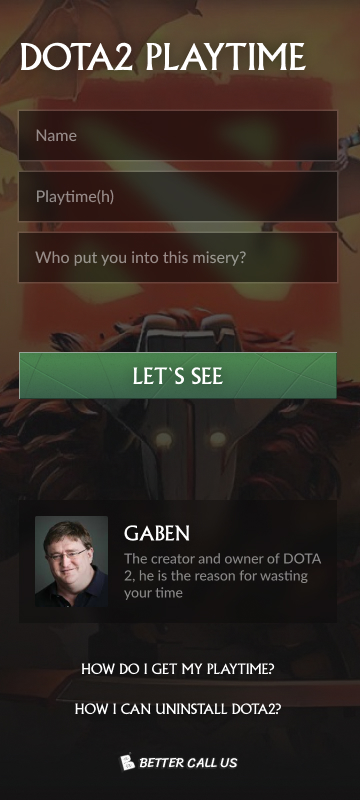 DOTA2 PLAYTIME
Name
Playtime(h)
Who put you into this misery?
LET`S SEE
GABEN
The creator and owner of DOTA
2, he is the reason for wasting
your time
HOW DO I GET MY PLAYTIME?
HOW I CAN UNINSTALL DOTA2?
BETTER CALL US